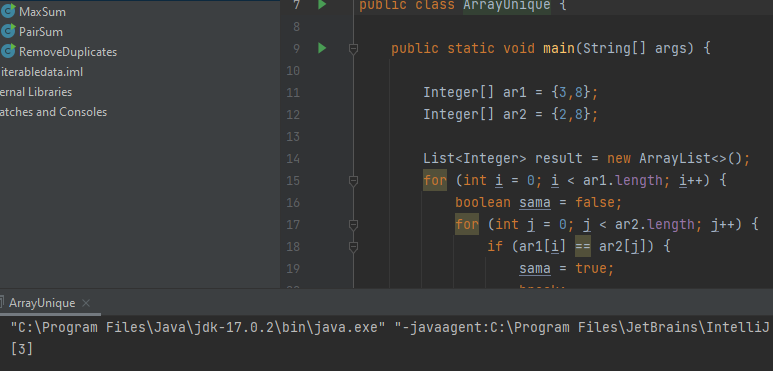 MaxSum
PairSum
RemoveDuplicates
iterabledata.iml
ernal Libraries
ratches and Consoles
7 public class ArrayUnique {
8
9 public static void main(String[] args) {
10
11 Integer[] ar1 = {3,8};
12 Integer[] ar2 = {2,8};
13
14 List<Integer> result = new ArrayList<>();
15 for (int i = 0; i < ar1.length; i++) {
16 boolean sama = false;
17 for (int j = 0; j < ar2.length; j++) {
18 if (ar1[i] == ar2[j]) {
19 sama = true;
ArrayUnique ×
"C:\Program Files\Java\jdk-17.0.2\bin\java.exe" "-javaagent:C:\Program Files\JetBrains\IntelliJ
[3]